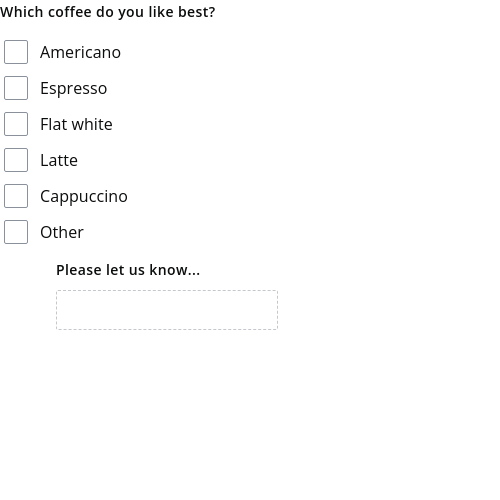 Which coffee do you like best?
Americano
Espresso
Flat white
Latte
Cappuccino
Other
Please let us know...